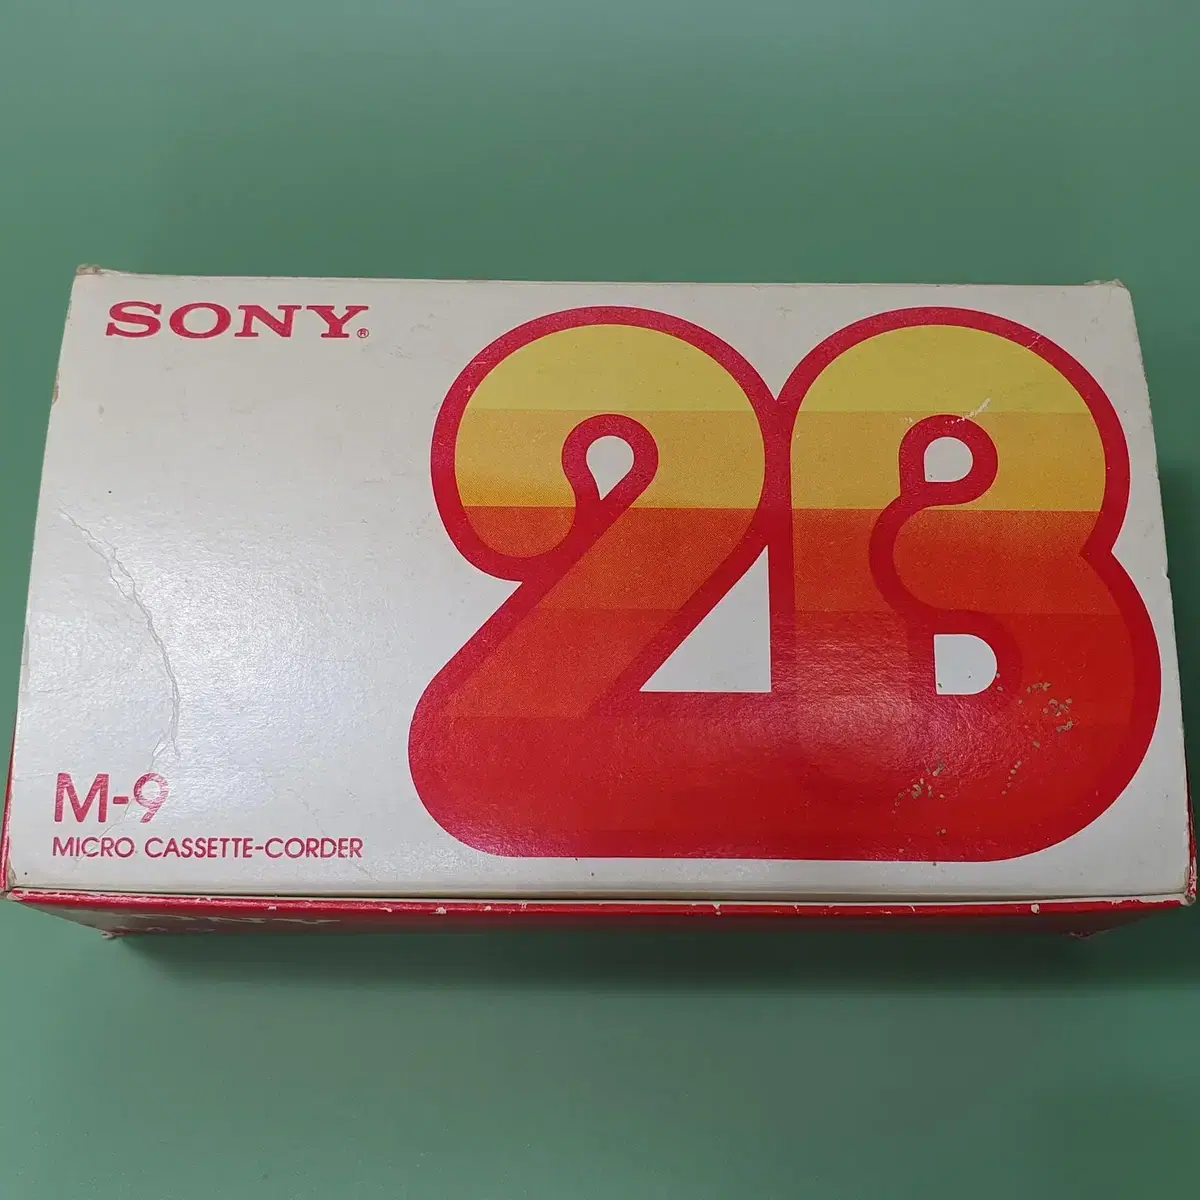 SONY®
28
M-9
MICRO CASSETTE-CORDER